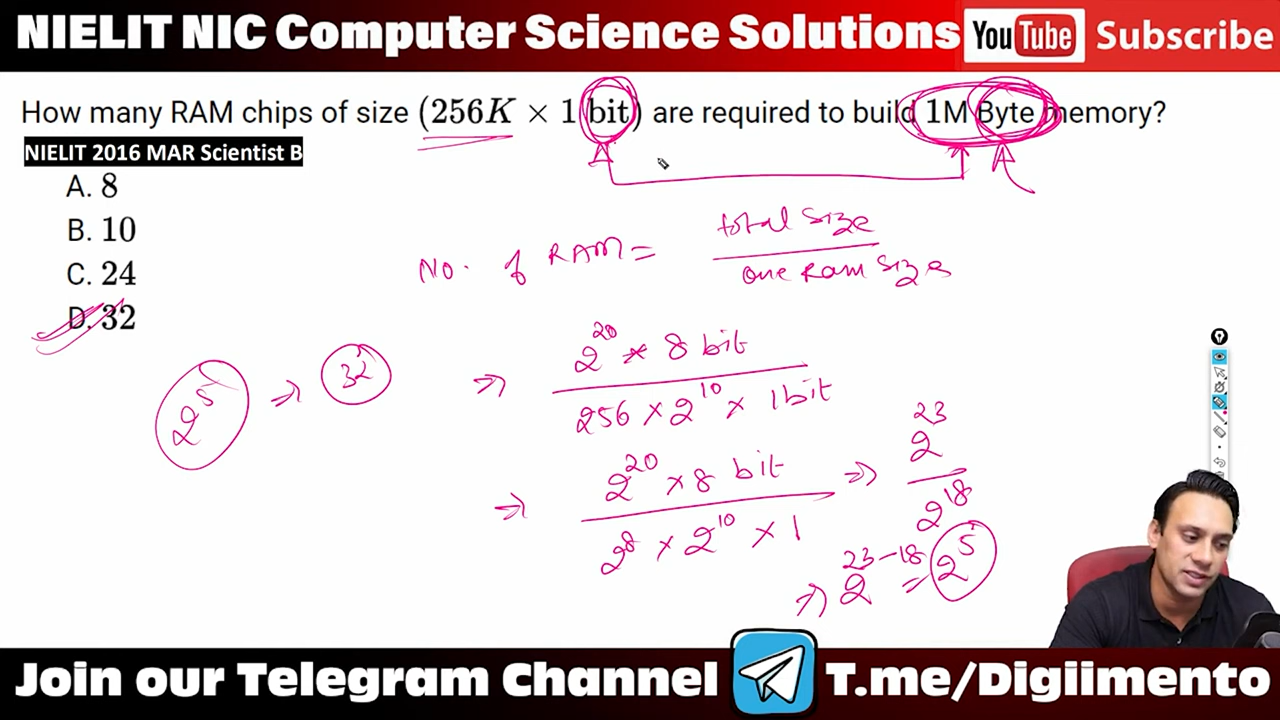 NIELIT NIC Computer Science Solutions YouTube Subscribe
How many RAM chips of size (256K × 1 bit) are required to build 1M Byte memory?
NIELIT 2016 MAR Scientist B
A. 8
B. 10
C. 24
D. 32
No. of RAM = total size / one Ram size
⇒ 2^20 * 8 bit / 256 × 2^10 × 1 bit
⇒ 2^20 × 8 bit / 2^8 × 2^10 × 1 ⇒ 2^23 / 2^18
⇒ 2^23-18 = 2^5
2^5 ⇒ 32
Join our Telegram Channel T.me/Digiimento